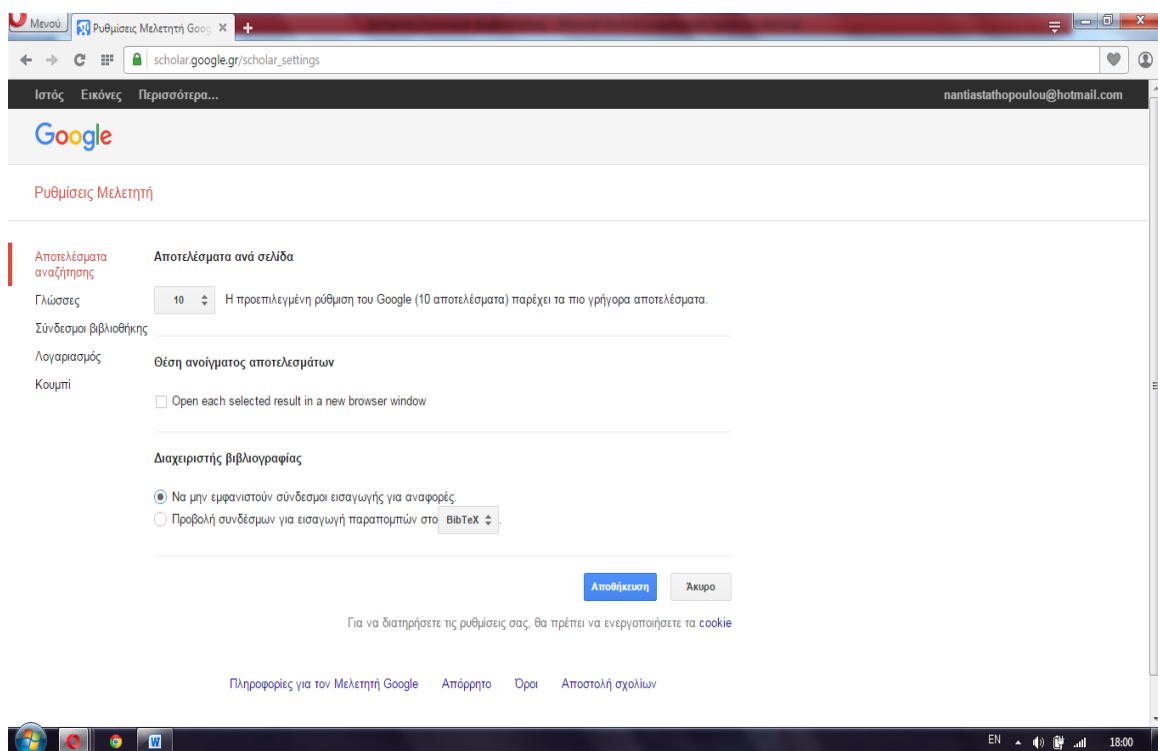 Μενού
Ρυθμίσεις Μελετητή Goog
scholar.google.gr/scholar_settings
Ιστός Εικόνες Περισσότερα...
nantiastathopoulou@hotmail.com
Google
Ρυθμίσεις Μελετητή
Αποτελέσματα αναζήτησης
Γλώσσες
Σύνδεσμοι βιβλιοθήκης
Λογαριασμός
Κουμπί
Αποτελέσματα ανά σελίδα
10 Η προεπιλεγμένη ρύθμιση του Google (10 αποτελέσματα) παρέχει τα πιο γρήγορα αποτελέσματα.
Θέση ανοίγματος αποτελεσμάτων
Open each selected result in a new browser window
Διαχειριστής βιβλιογραφίας
Να μην εμφανιστούν σύνδεσμοι εισαγωγής για αναφορές.
Προβολή συνδέσμων για εισαγωγή παραπομπών στο BibTeX .
Αποθήκευση Άκυρο
Για να διατηρήσετε τις ρυθμίσεις σας, θα πρέπει να ενεργοποιήσετε τα cookie
Πληροφορίες για τον Μελετητή Google Απόρρητο Όροι Αποστολή σχολίων
EN 18:00